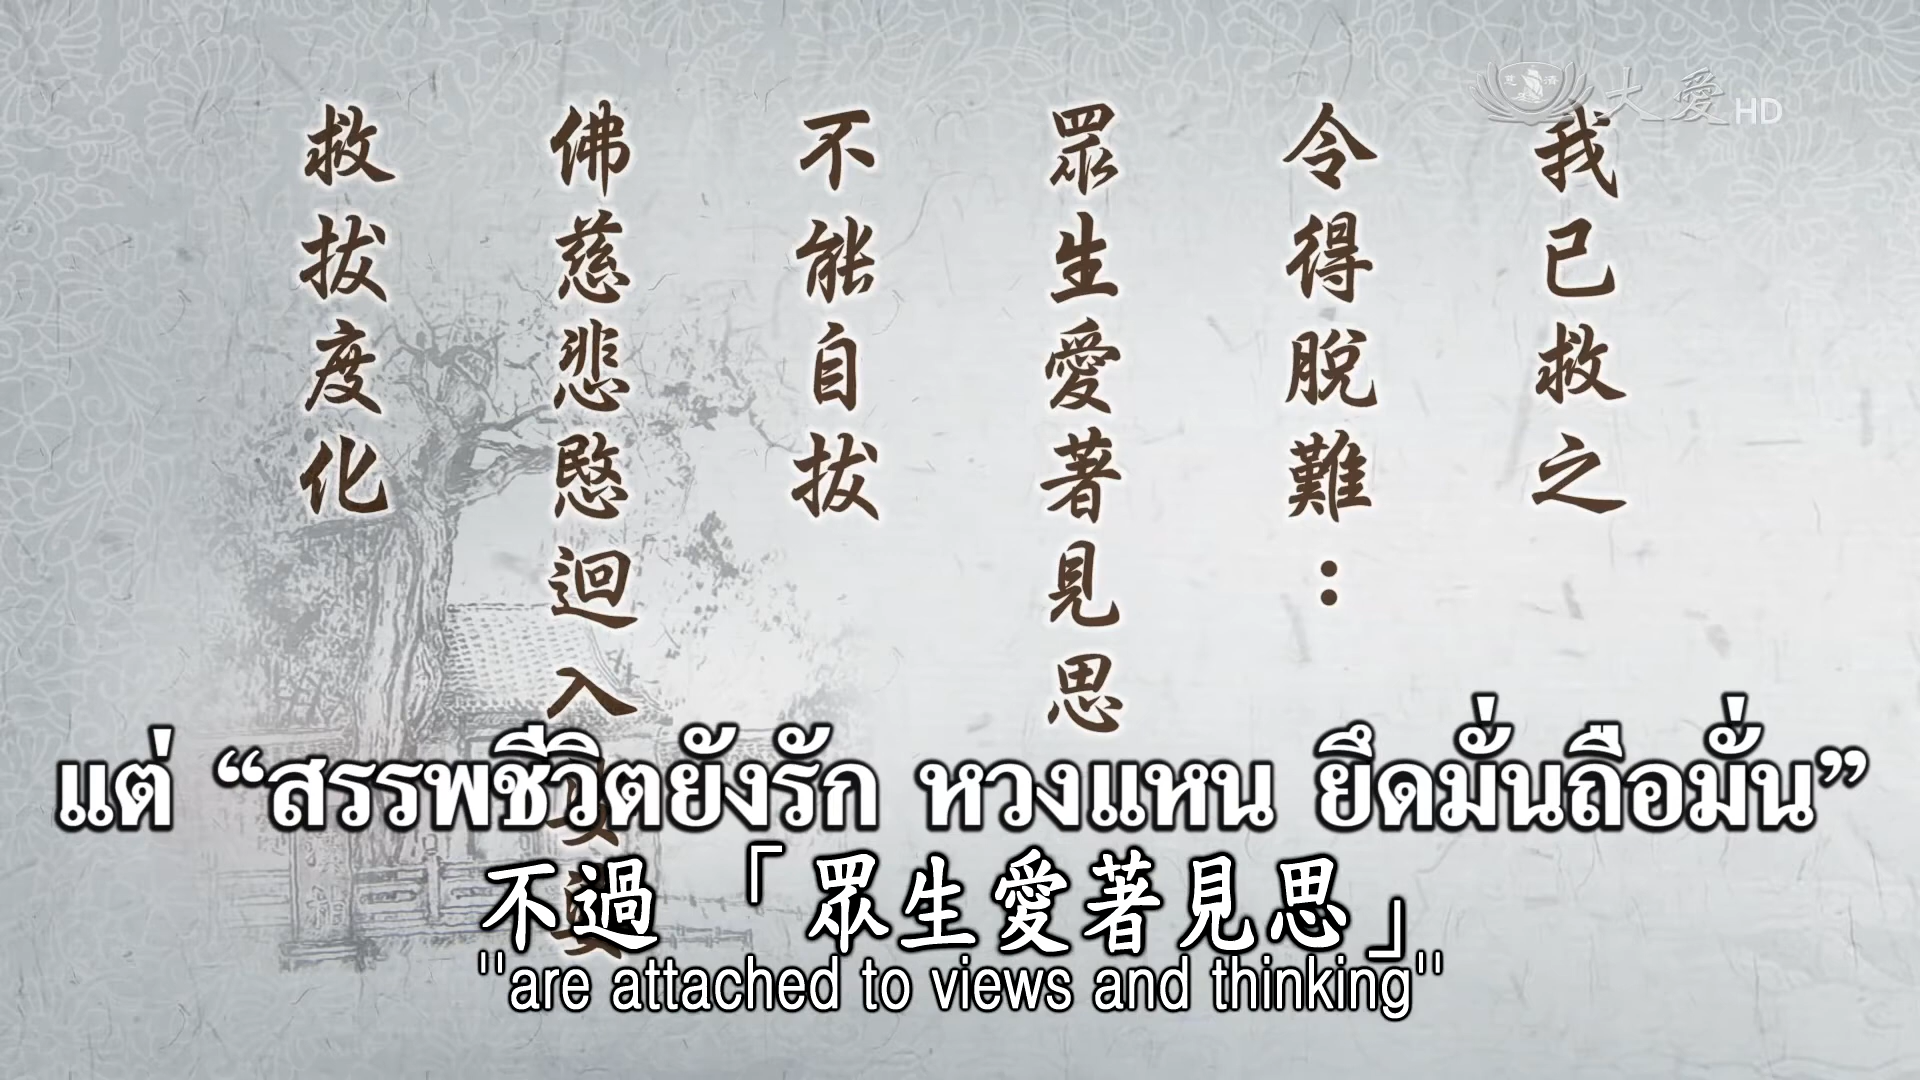 大愛HD
我已救之
令得脫難：
眾生愛著見思
不能自拔
佛慈悲愍迴入
救拔度化
แต่ “สรรพชีวิตยังรัก หวงแหน ยึดมั่นถือมั่น”
不過「眾生愛著見思」
"are attached to views and thinking"